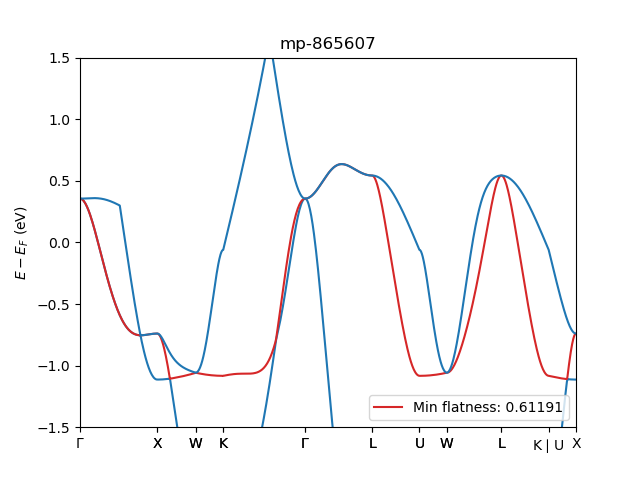 mp-865607
E − E_F (eV)
1.5
1.0
0.5
0.0
−0.5
−1.0
−1.5
Min flatness: 0.61191
Γ X W K Γ L U W L K | U X